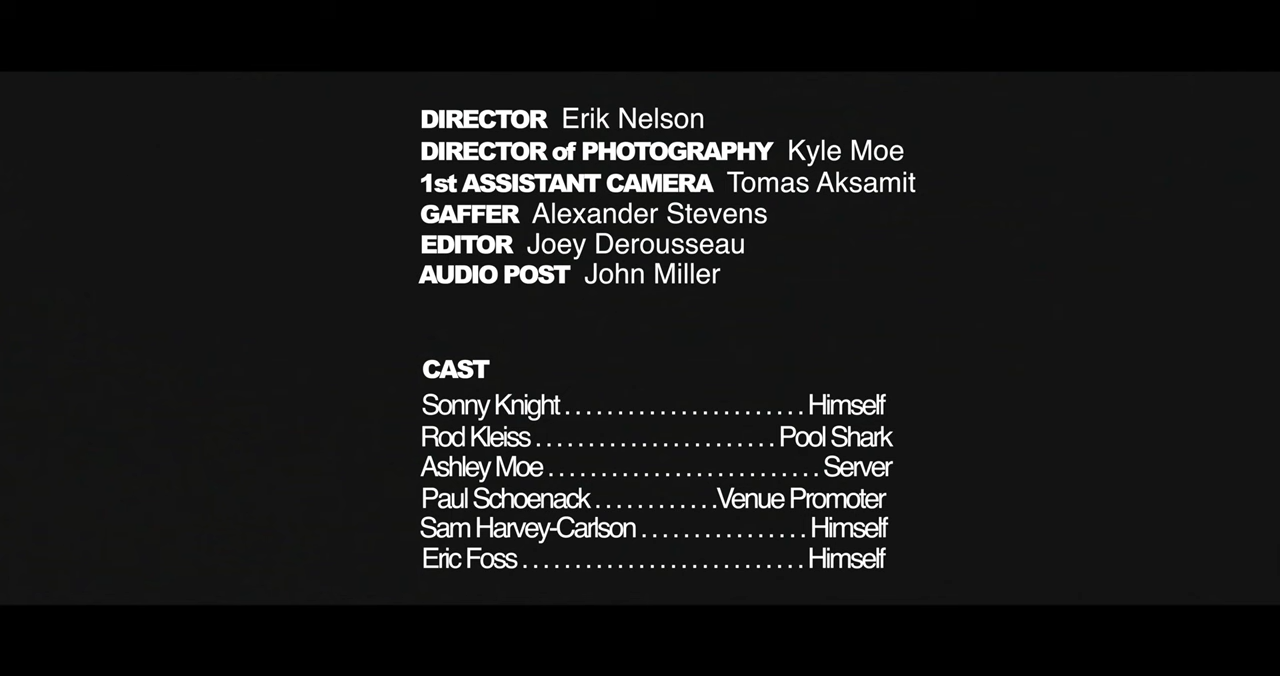 DIRECTOR Erik Nelson
DIRECTOR of PHOTOGRAPHY Kyle Moe
1st ASSISTANT CAMERA Tomas Aksamit
GAFFER Alexander Stevens
EDITOR Joey Derousseau
AUDIO POST John Miller
CAST
Sonny Knight.......................Himself
Rod Kleiss.......................Pool Shark
Ashley Moe..........................Server
Paul Schoenack............Venue Promoter
Sam Harvey-Carlson................Himself
Eric Foss...........................Himself